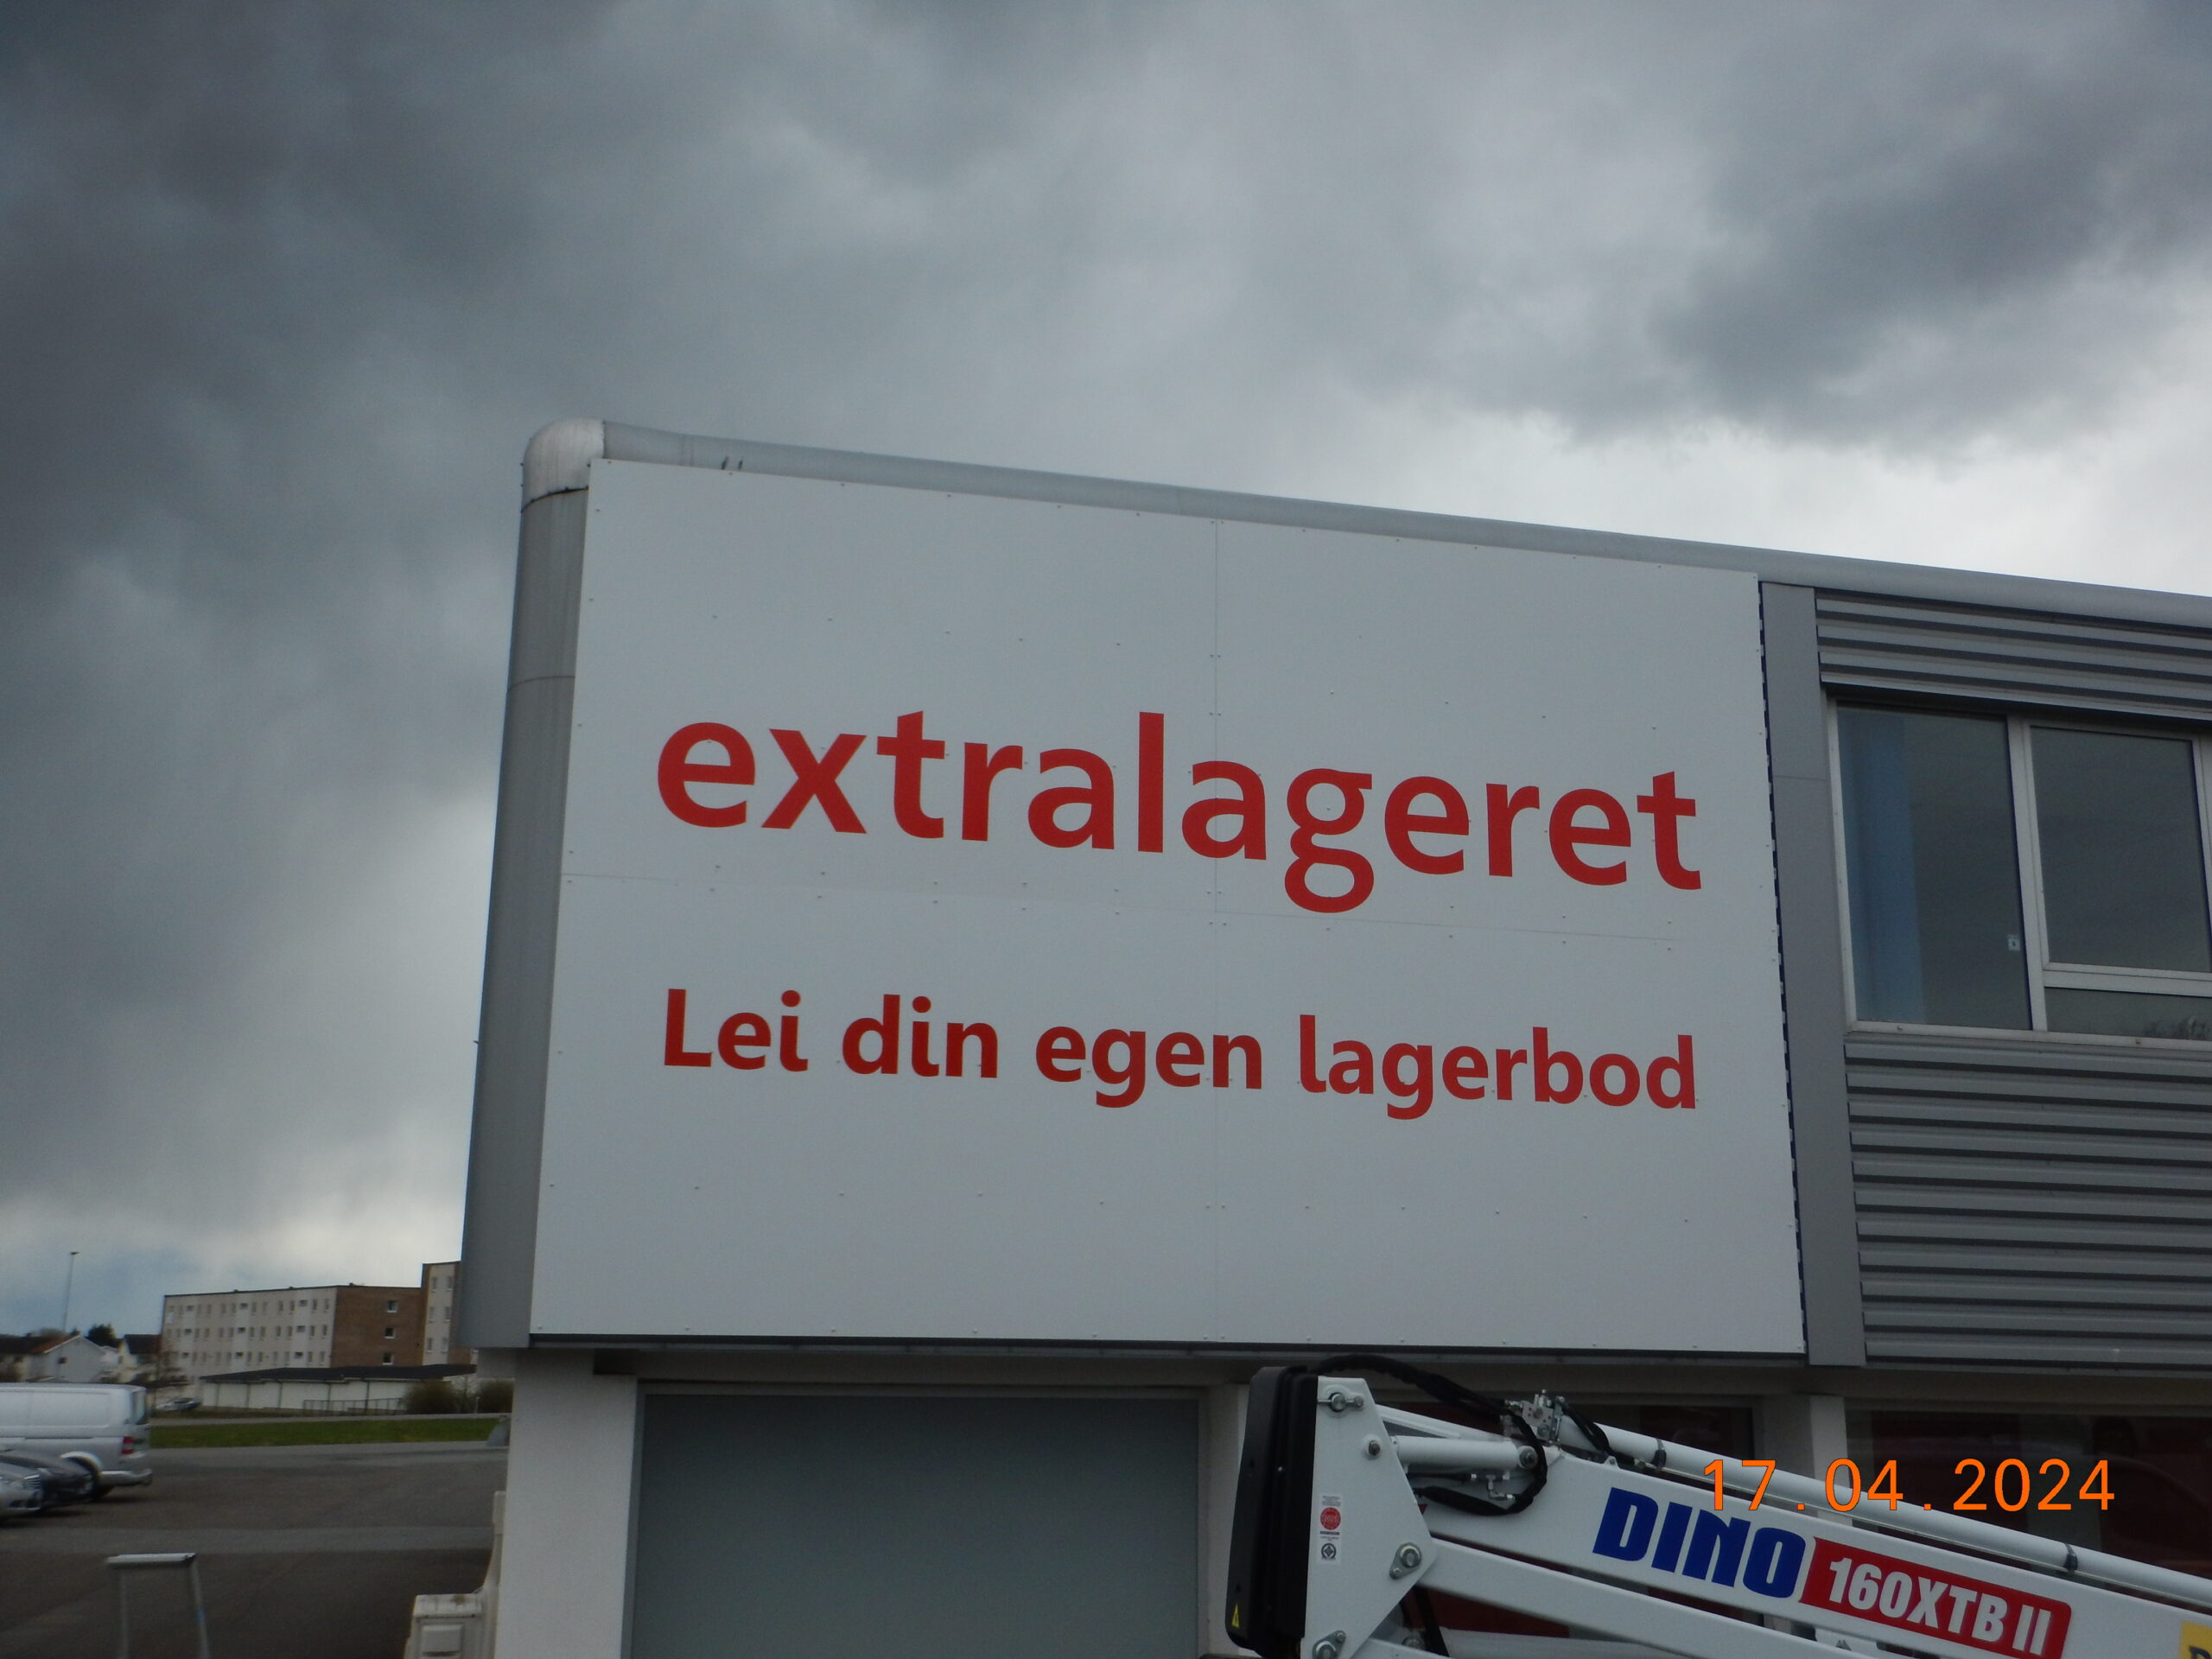 extralageret
Lei din egen lagerbod
17.04.2024
DINO 160XTB II